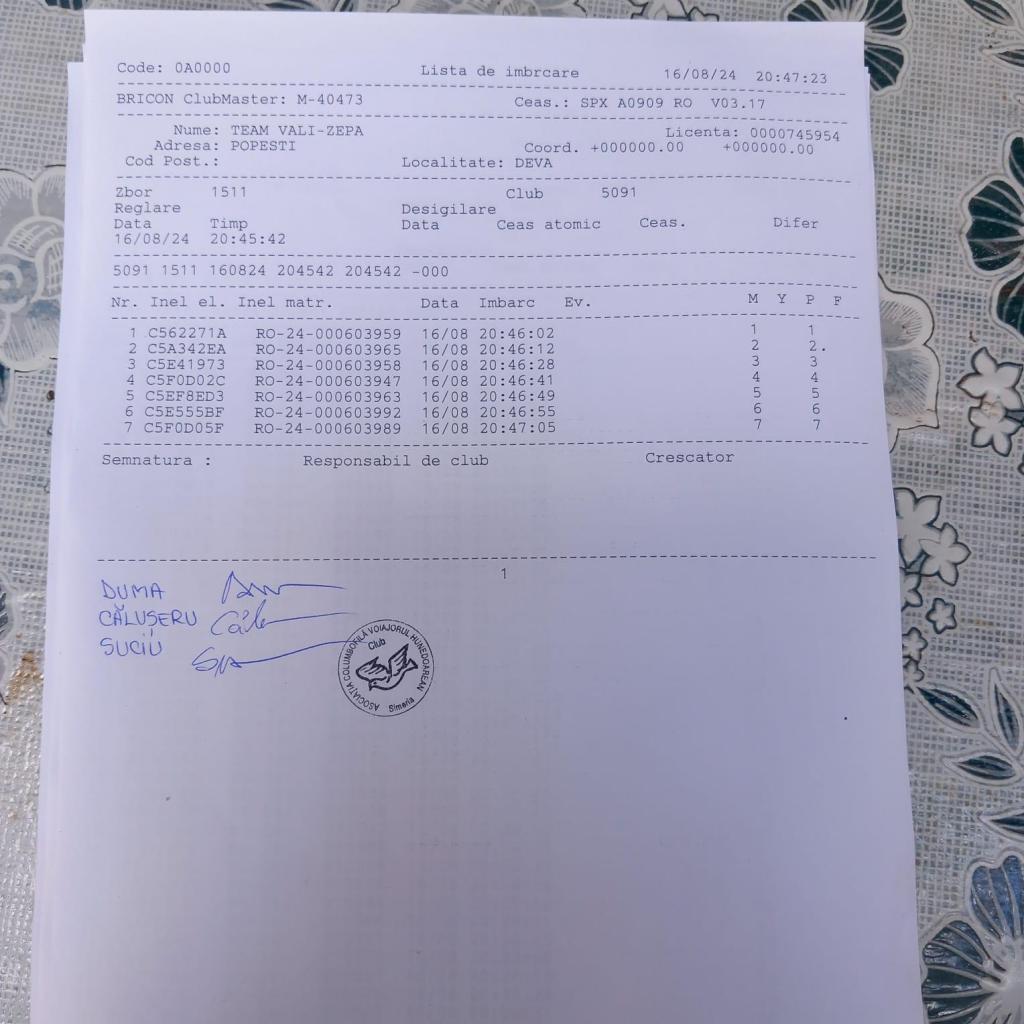 Code: 0A0000 Lista de imbrcare 16/08/24 20:47:23
BRICON ClubMaster: M-40473 Ceas.: SPX A0909 RO V03.17
Nume: TEAM VALI-ZEPA Licenta: 0000745954
Adresa: POPESTI Coord. +000000.00 +000000.00
Cod Post.: Localitate: DEVA
Zbor 1511 Club 5091
Reglare Desigilare
Data Timp Data Ceas atomic Ceas. Difer
16/08/24 20:45:42
5091 1511 160824 204542 204542 -000
Nr. Inel el. Inel matr. Data Imbarc Ev. M Y P F
1 C562271A RO-24-000603959 16/08 20:46:02 1 1
2 C5A342EA RO-24-000603965 16/08 20:46:12 2 2.
3 C5E41973 RO-24-000603958 16/08 20:46:28 3 3
4 C5F0D02C RO-24-000603947 16/08 20:46:41 4 4
5 C5EF8ED3 RO-24-000603963 16/08 20:46:49 5 5
6 C5E555BF RO-24-000603992 16/08 20:46:55 6 6
7 C5F0D05F RO-24-000603989 16/08 20:47:05 7 7
Semnatura : Responsabil de club Crescator
1
DUMA
CĂLUȘERU
SUCIU
ASOCIAȚIA COLUMBOFILĂ VOIAJORUL HUNEDOAREAN
Club
Simeria